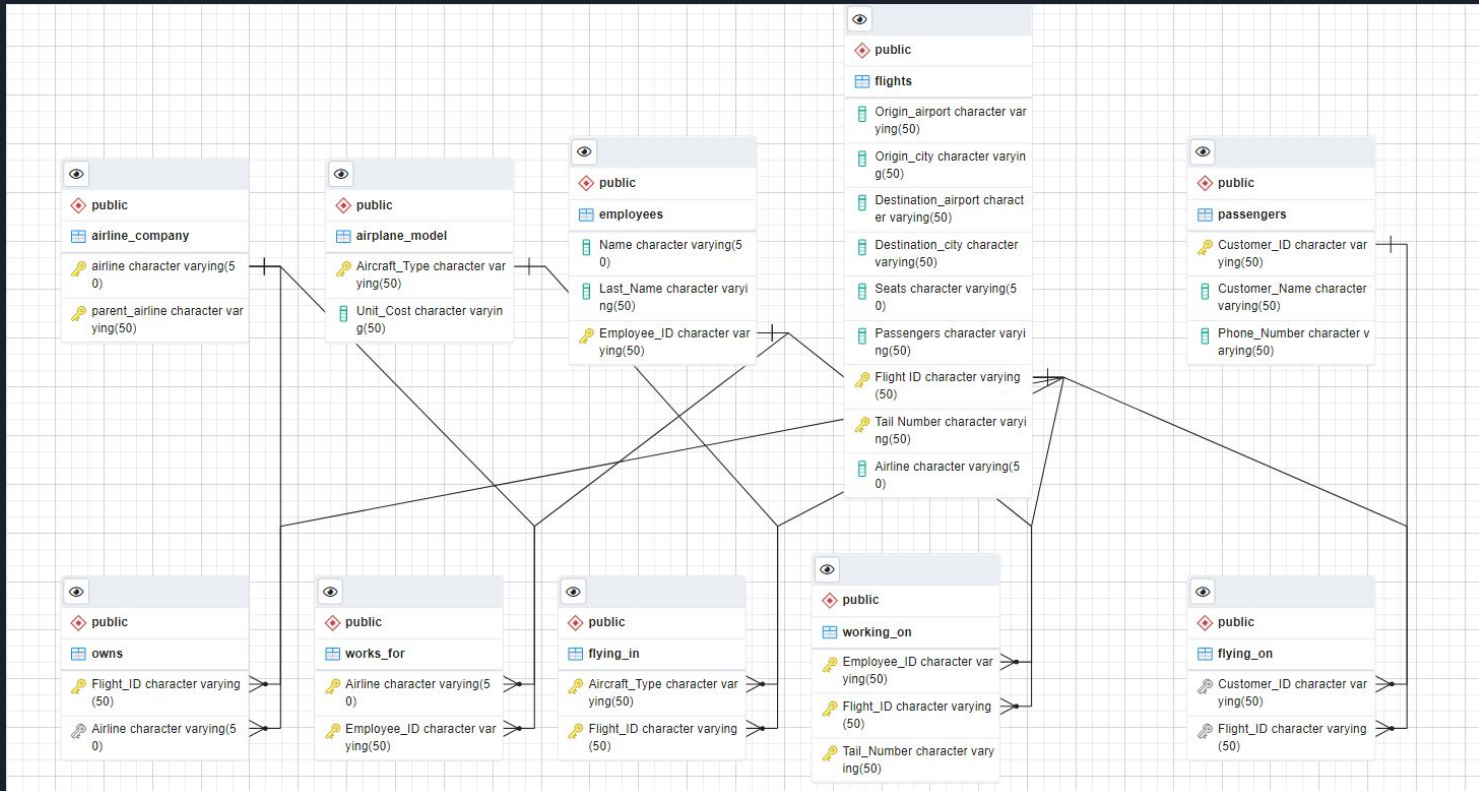 public
flights
Origin_airport character var
ying(50)
Origin_city character varyin
g(50)
Destination_airport charact
er varying(50)
Destination_city character
varying(50)
Seats character varying(5
0)
Passengers character varyi
ng(50)
Flight ID character varying
(50)
Tail Number character varyi
ng(50)
Airline character varying(5
0)
public
employees
Name character varying(5
0)
Last_Name character varyi
ng(50)
Employee_ID character var
ying(50)
public
passengers
Customer_ID character var
ying(50)
Customer_Name character
varying(50)
Phone_Number character v
arying(50)
public
airline_company
airline character varying(5
0)
parent_airline character var
ying(50)
public
airplane_model
Aircraft_Type character var
ying(50)
Unit_Cost character varyin
g(50)
public
owns
Flight_ID character varying
(50)
Airline character varying(5
0)
public
works_for
Airline character varying(5
0)
Employee_ID character var
ying(50)
public
flying_in
Aircraft_Type character var
ying(50)
Flight_ID character varying
(50)
public
working_on
Employee_ID character var
ying(50)
Flight_ID character varying
(50)
Tail_Number character vary
ing(50)
public
flying_on
Customer_ID character var
ying(50)
Flight_ID character varying
(50)